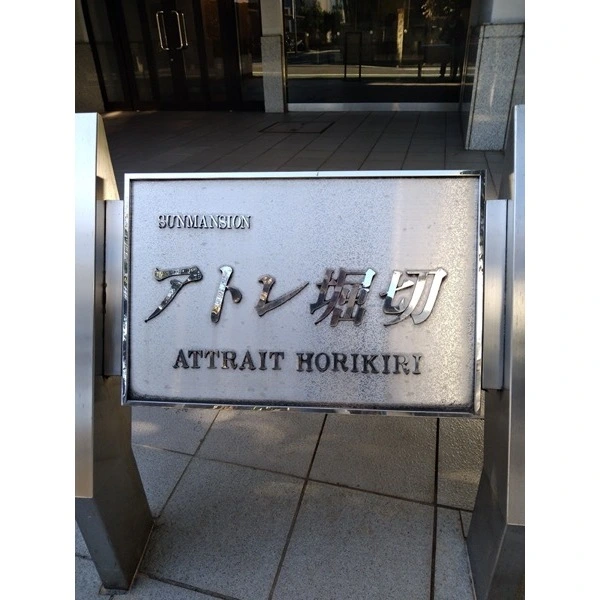 SUNMANSION
アトレ堀切
ATTRAIT HORIKIRI